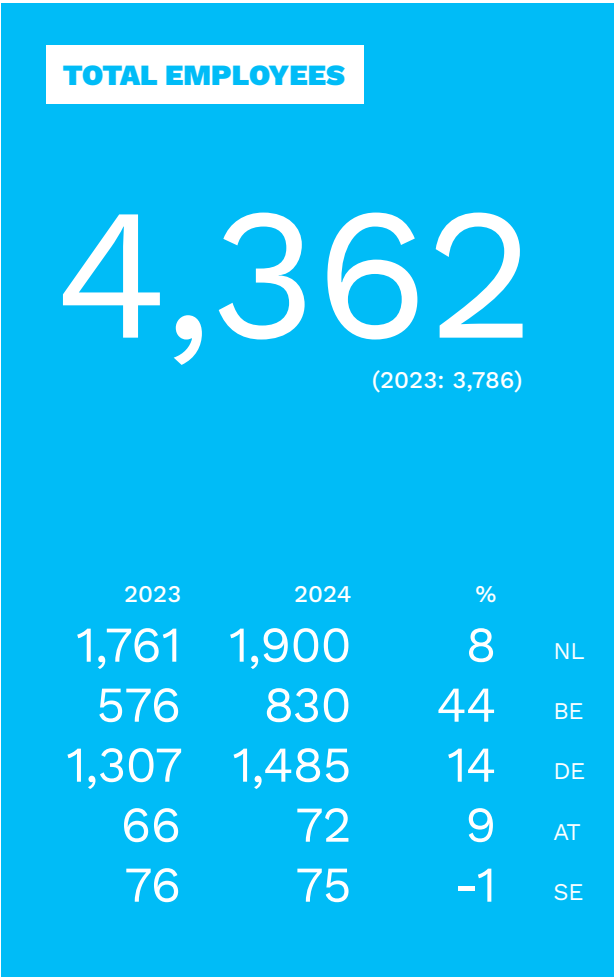 TOTAL EMPLOYEES
4,362
(2023: 3,786)
2023 2024 %
1,761 1,900 8 NL
576 830 44 BE
1,307 1,485 14 DE
66 72 9 AT
76 75 -1 SE